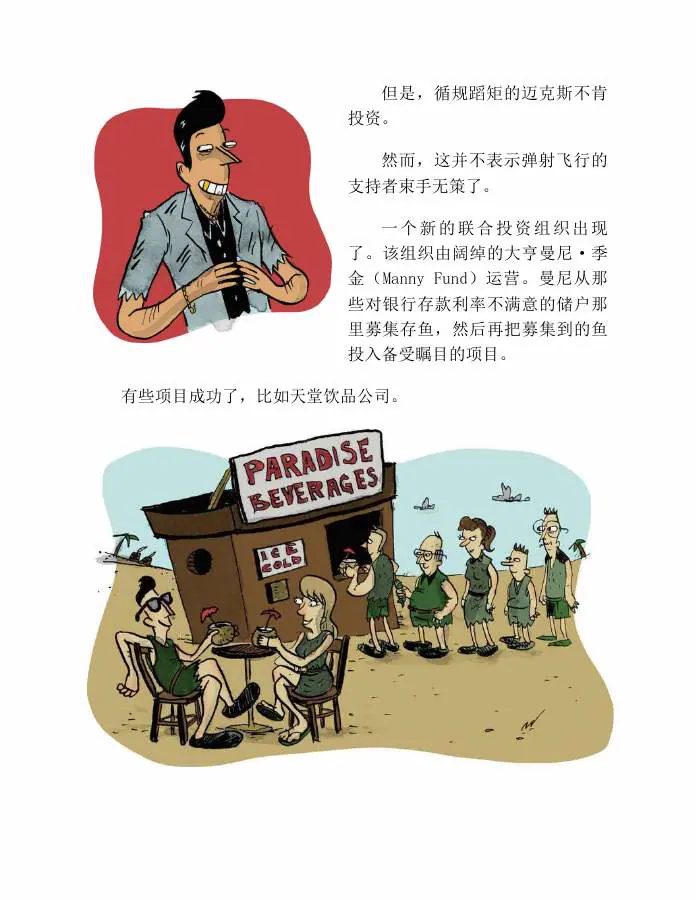 但是，循规蹈矩的迈克斯不肯
投资。
然而，这并不表示弹射飞行的
支持者束手无策了。
一个新的联合投资组织出现
了。该组织由阔绰的大亨曼尼·季
金（Manny Fund）运营。曼尼从那
些对银行存款利率不满意的储户那
里募集存鱼，然后再把募集到的鱼
投入备受瞩目的项目。
有些项目成功了，比如天堂饮品公司。
PARADISE
BEVERAGES
ICE
COLD